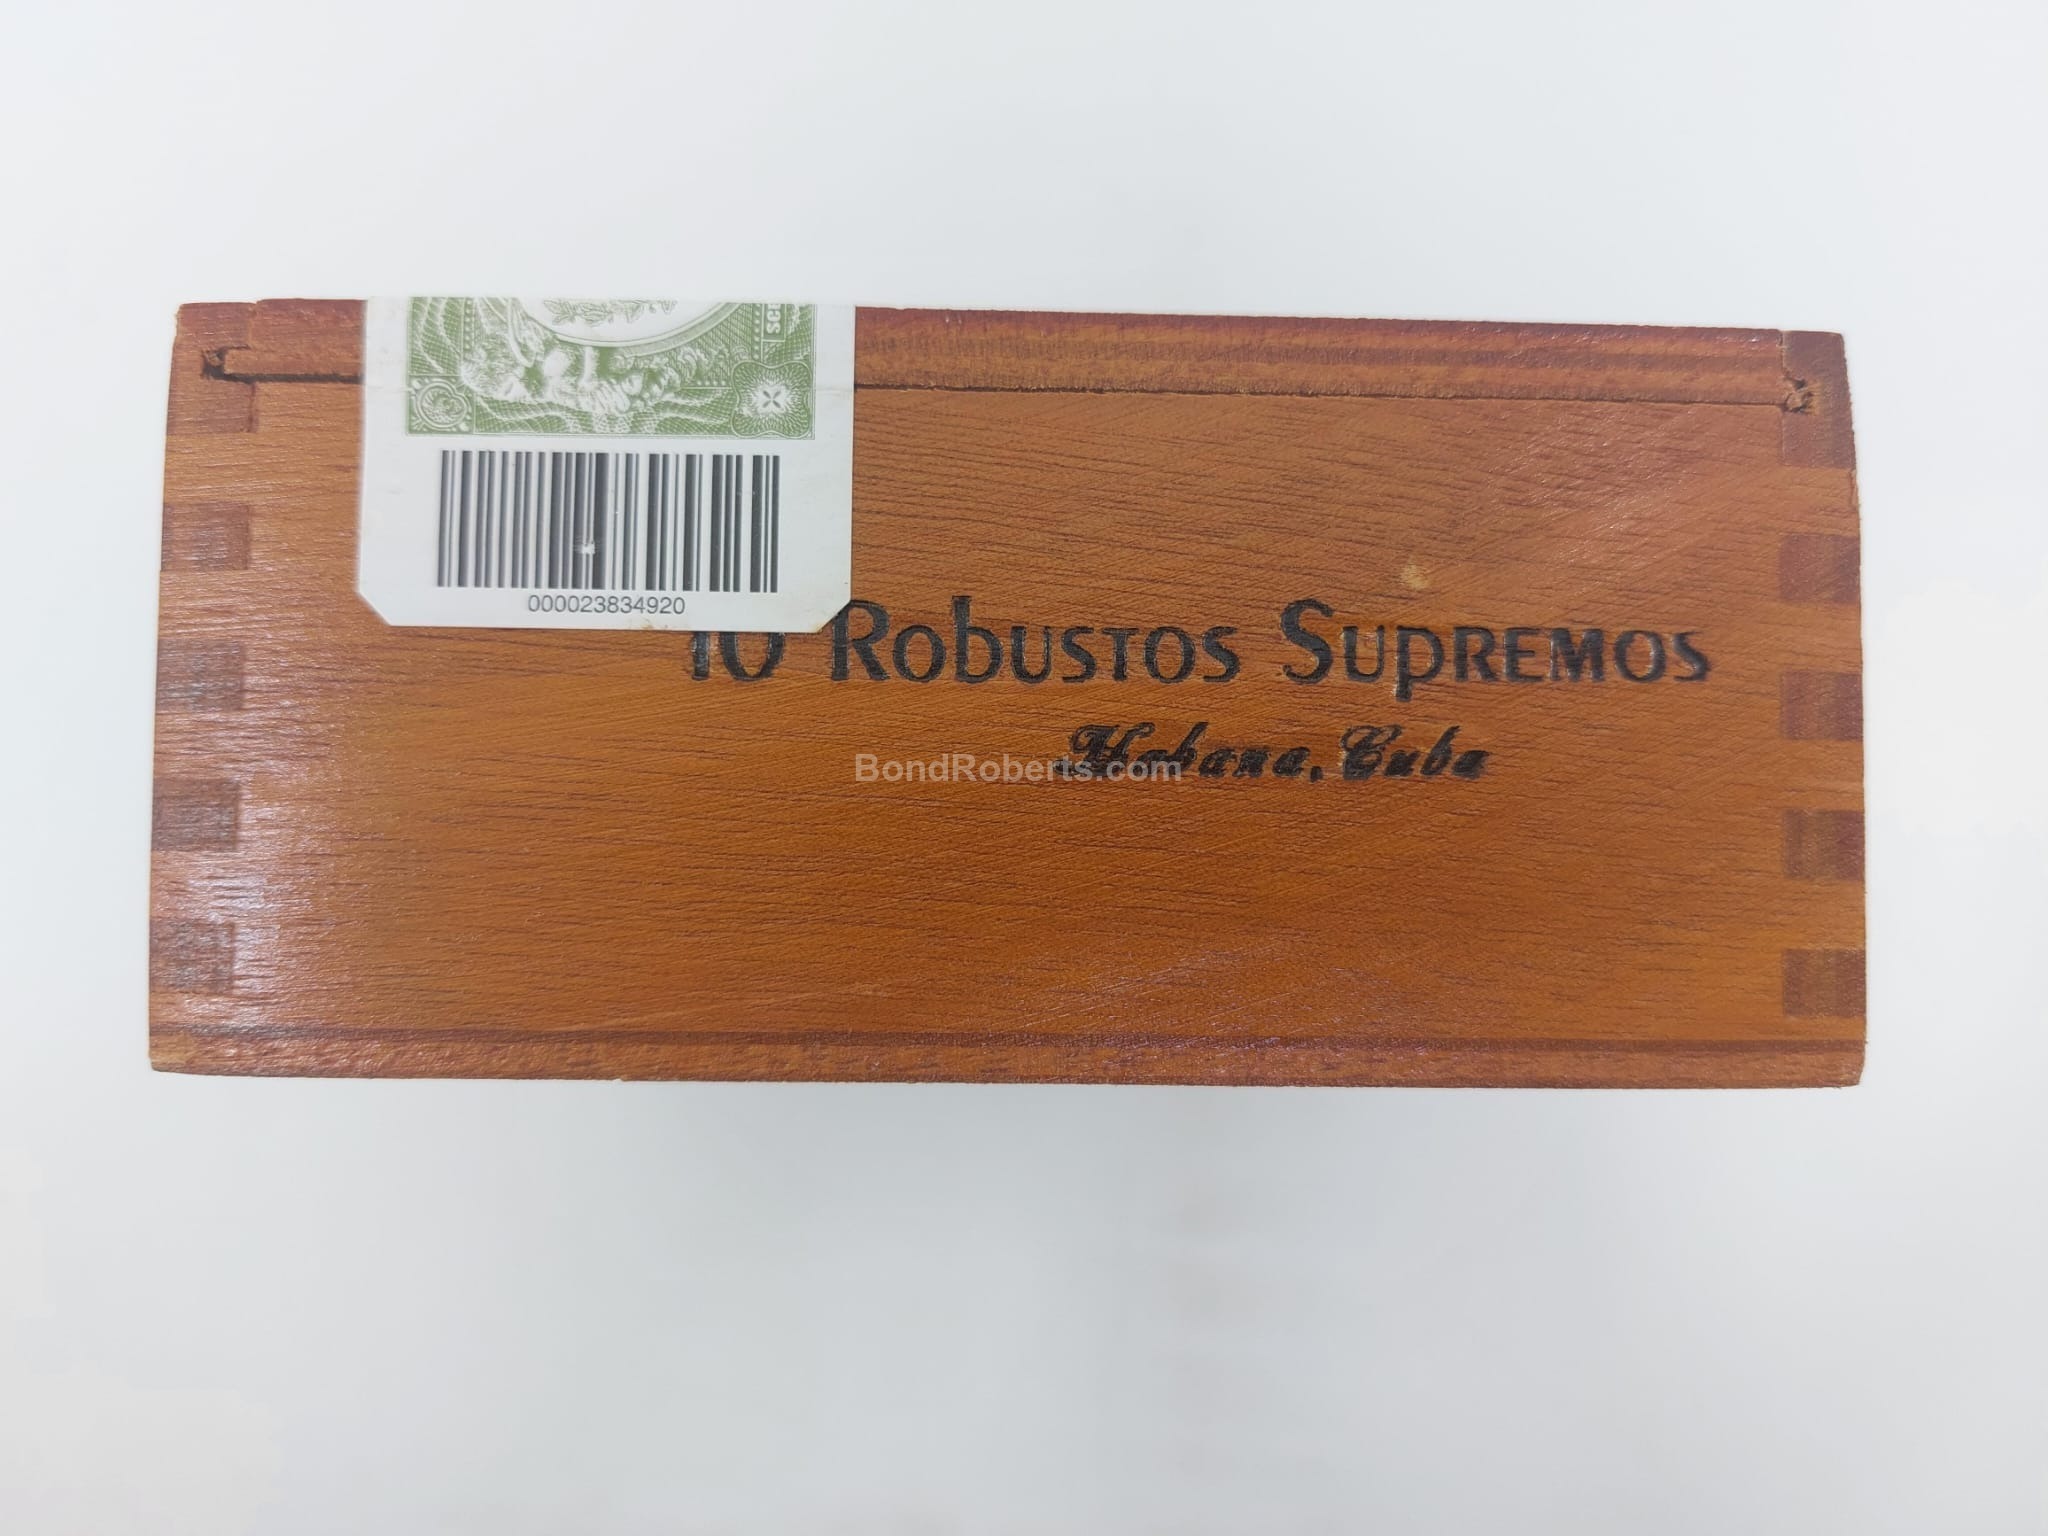 000023834920
10 Robustos Supremos
Habana, Cuba
BondRoberts.com